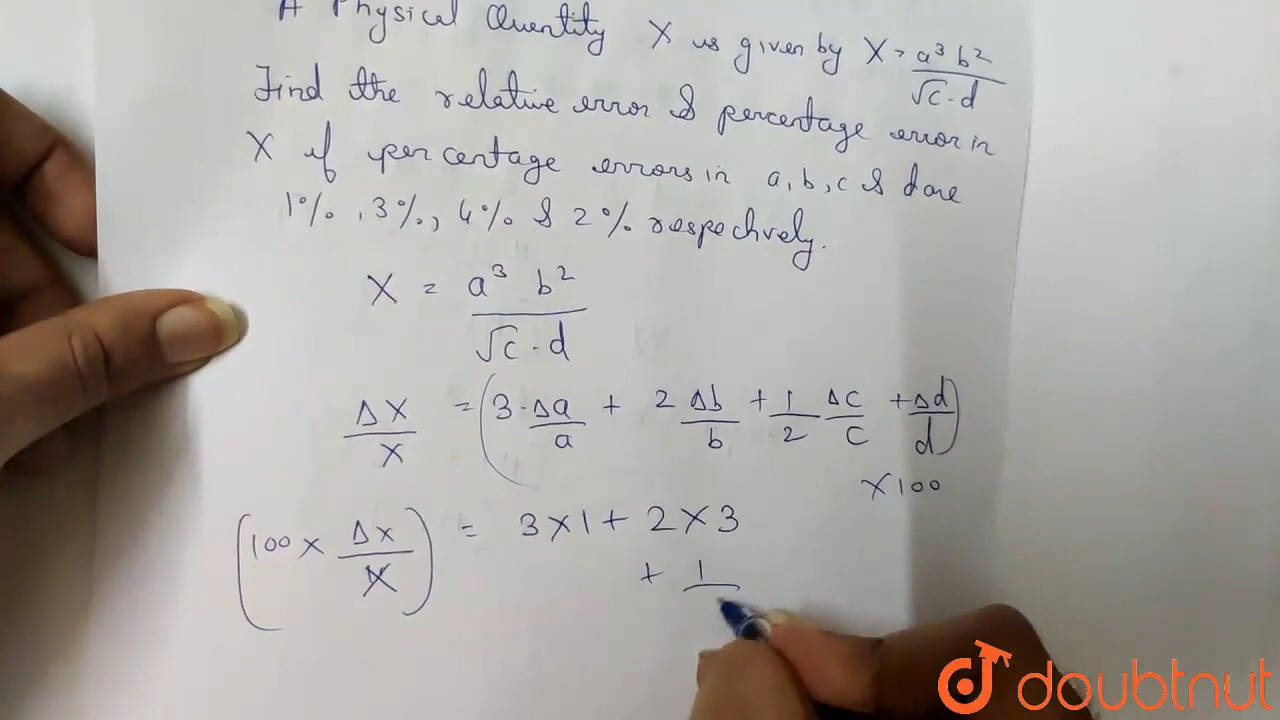 A Physical Quantity X is given by X = a³ b² / √c · d
Find the relative error & percentage error in
X if percentage errors in a, b, c & d are
1%, 3%, 4% & 2% respectively.
X = a³ b² / √c · d
ΔX / X = (3 · Δa / a + 2 Δb / b + 1 / 2 Δc / c + Δd / d)
× 100
(100 × Δx / X) = 3 × 1 + 2 × 3
+ 1
doubtnut